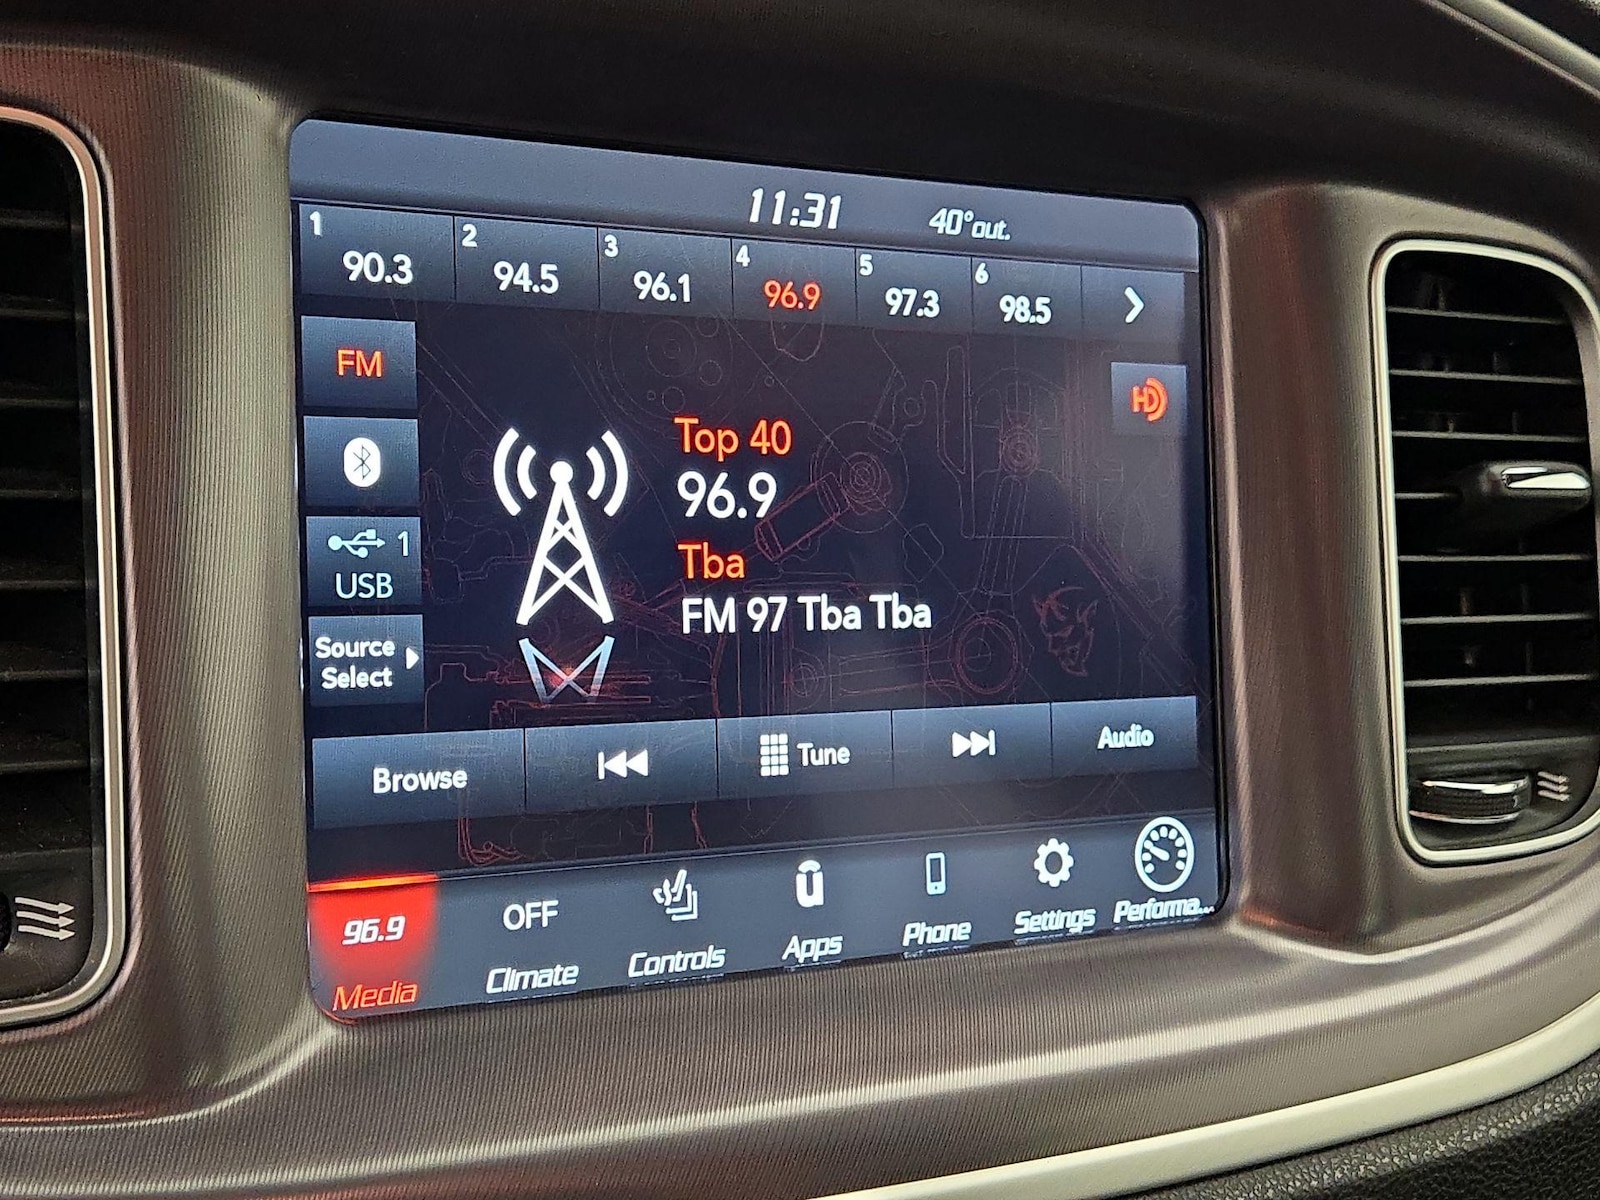 11:31 40°out.
1 2 3 4 5 6
90.3 94.5 96.1 96.9 97.3 98.5
FM
HD
Top 40
96.9
1
USB
Tba
FM 97 Tba Tba
Source
Select
Browse Tune Audio
96.9 OFF
Media Climate Controls Apps Phone Settings Performa...